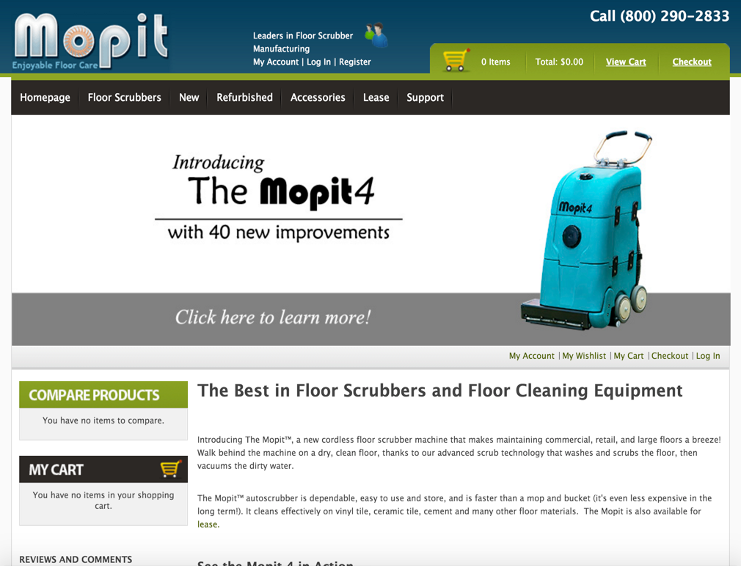 Mopit
Enjoyable Floor Care
Call (800) 290-2833
Leaders in Floor Scrubber
Manufacturing
My Account | Log In | Register
0 Items
Total: $0.00
View Cart
Checkout
Homepage
Floor Scrubbers
New
Refurbished
Accessories
Lease
Support
Introducing
The Mopit4
with 40 new improvements
Mopit4
Click here to learn more!
My Account | My Wishlist | My Cart | Checkout | Log In
COMPARE PRODUCTS
You have no items to compare.
MY CART
You have no items in your shopping
cart.
REVIEWS AND COMMENTS
The Best in Floor Scrubbers and Floor Cleaning Equipment
Introducing The Mopit™, a new cordless floor scrubber machine that makes maintaining commercial, retail, and large floors a breeze!
Walk behind the machine on a dry, clean floor, thanks to our advanced scrub technology that washes and scrubs the floor, then
vacuums the dirty water.
The Mopit™ autoscrubber is dependable, easy to use and store, and is faster than a mop and bucket (it's even less expensive in the
long term!). It cleans effectively on vinyl tile, ceramic tile, cement and many other floor materials.  The Mopit is also available for
lease.
See the Mopit 4 in Action